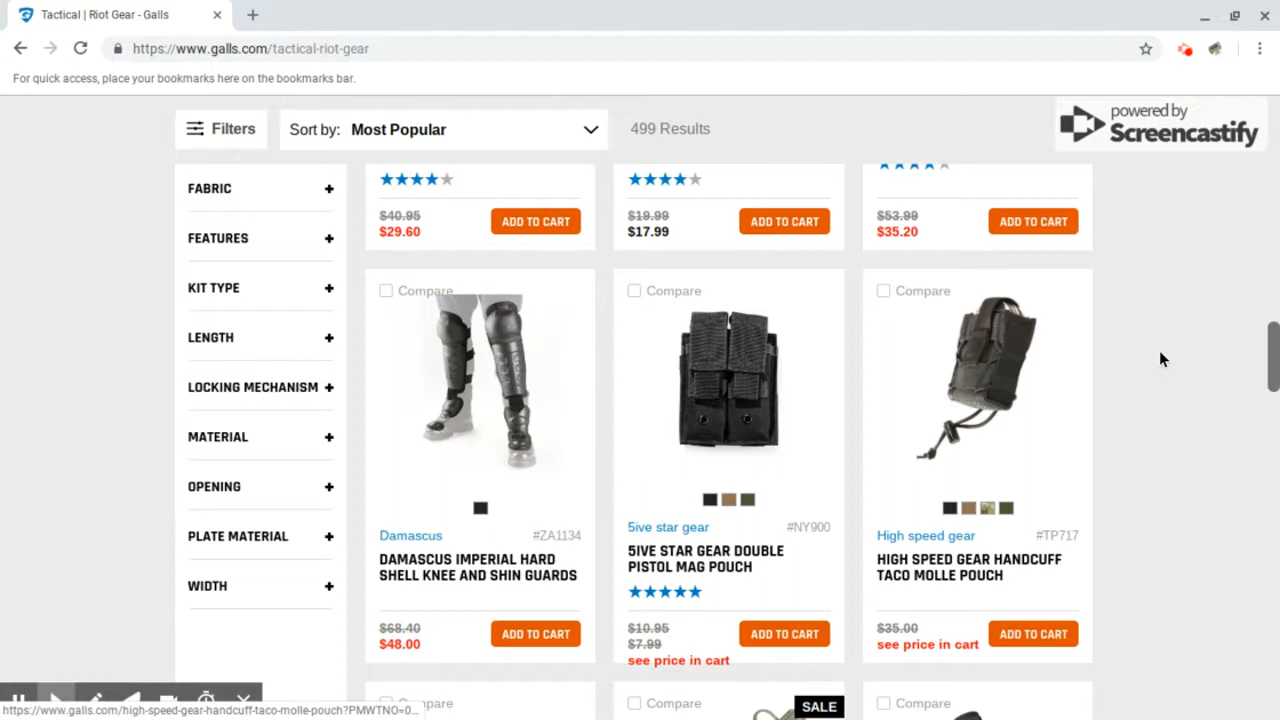 Tactical | Riot Gear - Galls
https://www.galls.com/tactical-riot-gear
For quick access, place your bookmarks here on the bookmarks bar.
Filters
Sort by: Most Popular
499 Results
powered by
Screencastify
FABRIC +
FEATURES +
KIT TYPE +
LENGTH +
LOCKING MECHANISM +
MATERIAL +
OPENING +
PLATE MATERIAL +
WIDTH +
$40.95
$29.60
ADD TO CART
$19.99
$17.99
ADD TO CART
$53.99
$35.20
ADD TO CART
Compare
Damascus #ZA1134
DAMASCUS IMPERIAL HARD
SHELL KNEE AND SHIN GUARDS
$68.40
$48.00
ADD TO CART
Compare
5ive star gear #NY900
5IVE STAR GEAR DOUBLE
PISTOL MAG POUCH
$10.95
$7.99
see price in cart
ADD TO CART
Compare
High speed gear #TP717
HIGH SPEED GEAR HANDCUFF
TACO MOLLE POUCH
$35.00
see price in cart
ADD TO CART
Compare
Compare
SALE
Compare
https://www.galls.com/high-speed-gear-handcuff-taco-molle-pouch?PMWTNO=0...